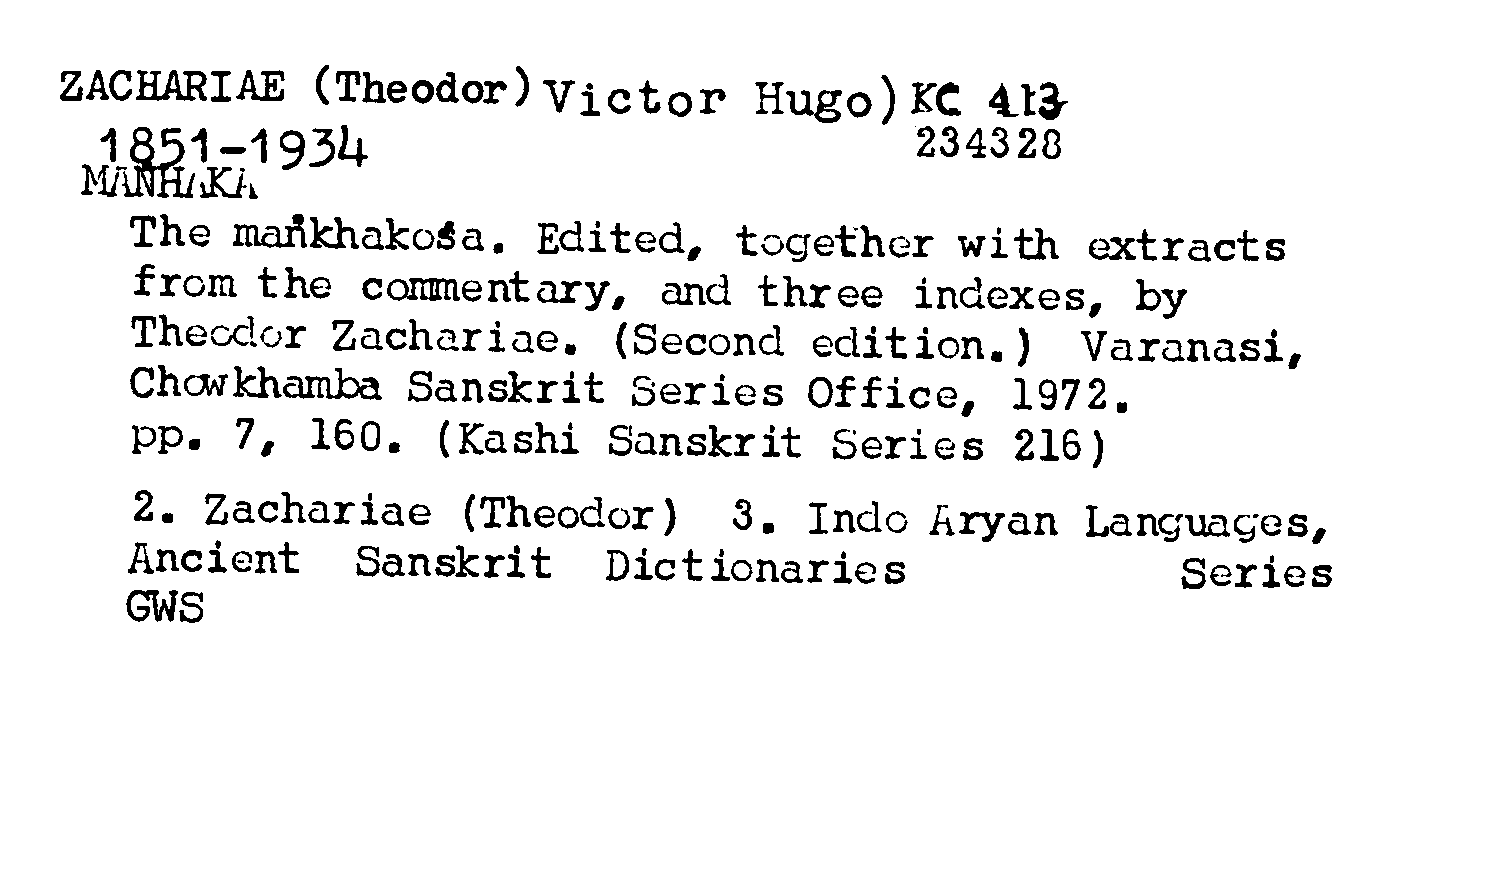 ZACHARIAE (Theodor) Victor Hugo) KC 413
1851-1934 234328
MANHAKA
The mañkhakośa. Edited, together with extracts
from the commentary, and three indexes, by
Theodor Zachariae. (Second edition.) Varanasi,
Chowkhamba Sanskrit Series Office, 1972.
pp. 7, 160. (Kashi Sanskrit Series 216)
2. Zachariae (Theodor) 3. Indo Aryan Languages,
Ancient Sanskrit Dictionaries Series
GWS